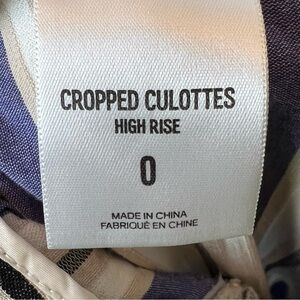 CROPPED CULOTTES
HIGH RISE
0
MADE IN CHINA
FABRIQUÉ EN CHINE